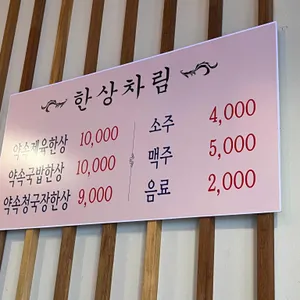 한상차림
약속제육한상 10,000
약속국밥한상 10,000
약속청국장한상 9,000
소주 4,000
맥주 5,000
음료 2,000